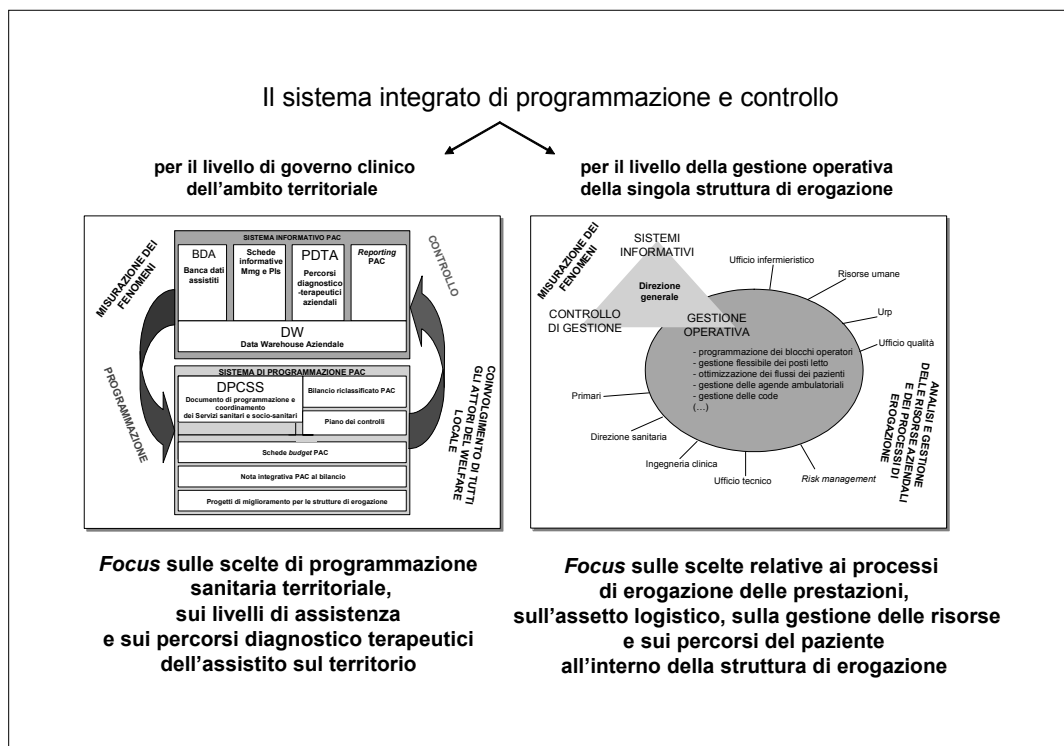 Il sistema integrato di programmazione e controllo
per il livello di governo clinico
dell'ambito territoriale
MISURAZIONE DEI
FENOMENI
PROGRAMMAZIONE
SISTEMA INFORMATIVO PAC
BDA
Banca dati
assistiti
Schede
informative
Mmg e Pls
PDTA
Percorsi
diagnostico
-terapeutici
aziendali
Reporting
PAC
DW
Data Warehouse Aziendale
SISTEMA DI PROGRAMMAZIONE PAC
DPCSS
Documento di programmazione e
coordinamento
dei Servizi sanitari e socio-sanitari
Bilancio riclassificato PAC
Piano dei controlli
Schede budget PAC
Nota integrativa PAC al bilancio
Progetti di miglioramento per le strutture di erogazione
CONTROLLO
COINVOLGIMENTO DI TUTTI
GLI ATTORI DEL WELFARE
LOCALE
Focus sulle scelte di programmazione
sanitaria territoriale,
sui livelli di assistenza
e sui percorsi diagnostico terapeutici
dell'assistito sul territorio
per il livello della gestione operativa
della singola struttura di erogazione
MISURAZIONE DEI
FENOMENI
SISTEMI
INFORMATIVI
Direzione
generale
CONTROLLO
DI GESTIONE
GESTIONE
OPERATIVA
- programmazione dei blocchi operatori
- gestione flessibile dei posti letto
- ottimizzazione dei flussi dei pazienti
- gestione delle agende ambulatoriali
- gestione delle code
(…)
Ufficio infermieristico
Risorse umane
Urp
Ufficio qualità
Primari
Direzione sanitaria
Ingegneria clinica
Ufficio tecnico
Risk management
ANALISI E GESTIONE
DELLE RISORSE AZIENDALI
E DEI PROCESSI DI
EROGAZIONE
Focus sulle scelte relative ai processi
di erogazione delle prestazioni,
sull'assetto logistico, sulla gestione delle risorse
e sui percorsi del paziente
all'interno della struttura di erogazione